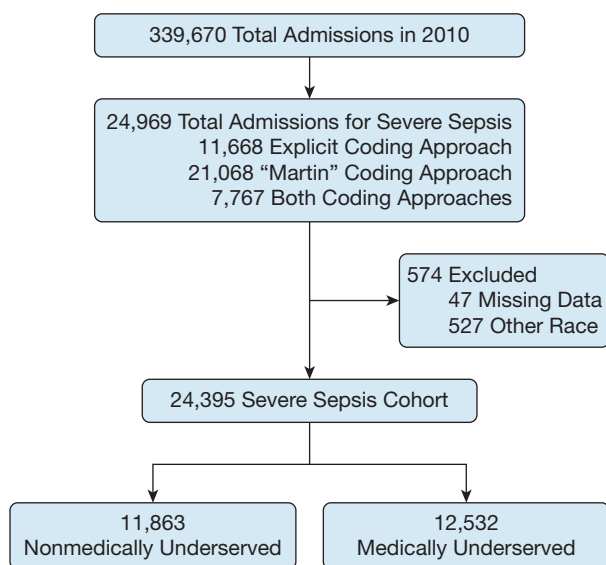 339,670 Total Admissions in 2010
24,969 Total Admissions for Severe Sepsis
11,668 Explicit Coding Approach
21,068 “Martin” Coding Approach
7,767 Both Coding Approaches
574 Excluded
47 Missing Data
527 Other Race
24,395 Severe Sepsis Cohort
11,863
Nonmedically Underserved
12,532
Medically Underserved